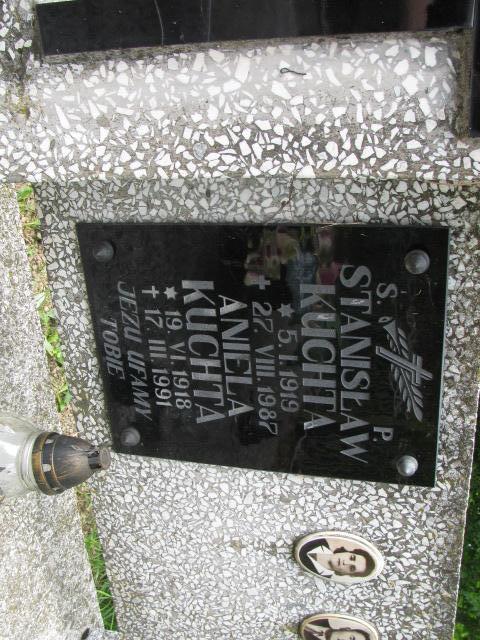 Ś. P.
STANISŁAW
KUCHTA
★ 5. I. 1919
✝ 27. VIII. 1987
ANIELA
KUCHTA
★ 19. VI. 1918
✝ 17. III. 1991
JEZU UFAMY
TOBIE